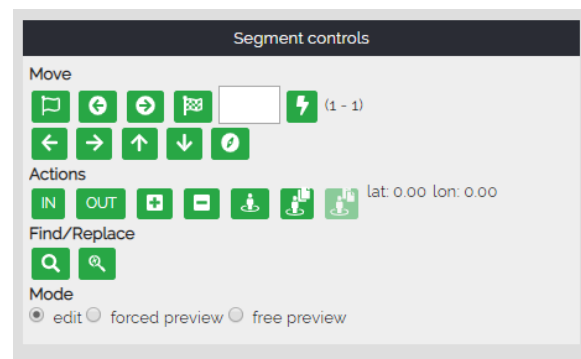 Segment controls
Move
(1 - 1)
Actions
IN OUT lat: 0.00 lon: 0.00
Find/Replace
Mode
edit forced preview free preview